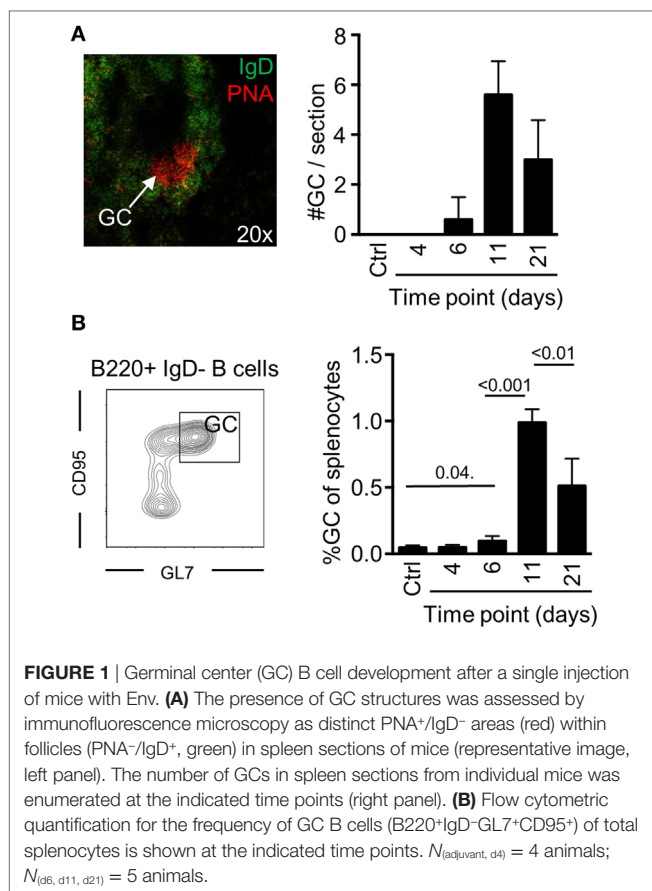 A
IgD
PNA
GC
20x
#GC / section
8
6
4
2
0
Ctrl
4
6
11
21
Time point (days)
B
B220+ IgD- B cells
GC
CD95
GL7
%GC of splenocytes
1.5
1.0
0.5
0.0
0.04.
<0.001
<0.01
Ctrl
4
6
11
21
Time point (days)
FIGURE 1 | Germinal center (GC) B cell development after a single injection
of mice with Env. (A) The presence of GC structures was assessed by
immunofluorescence microscopy as distinct PNA⁺/IgD⁻ areas (red) within
follicles (PNA⁻/IgD⁺, green) in spleen sections of mice (representative image,
left panel). The number of GCs in spleen sections from individual mice was
enumerated at the indicated time points (right panel). (B) Flow cytometric
quantification for the frequency of GC B cells (B220⁺IgD⁻GL7⁺CD95⁺) of total
splenocytes is shown at the indicated time points. N(adjuvant, d4) = 4 animals;
N(d6, d11, d21) = 5 animals.